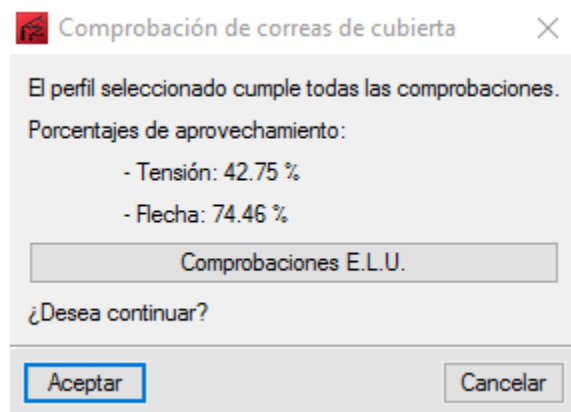 Comprobación de correas de cubierta
El perfil seleccionado cumple todas las comprobaciones.
Porcentajes de aprovechamiento:
- Tensión: 42.75 %
- Flecha: 74.46 %
Comprobaciones E.L.U.
¿Desea continuar?
Aceptar
Cancelar